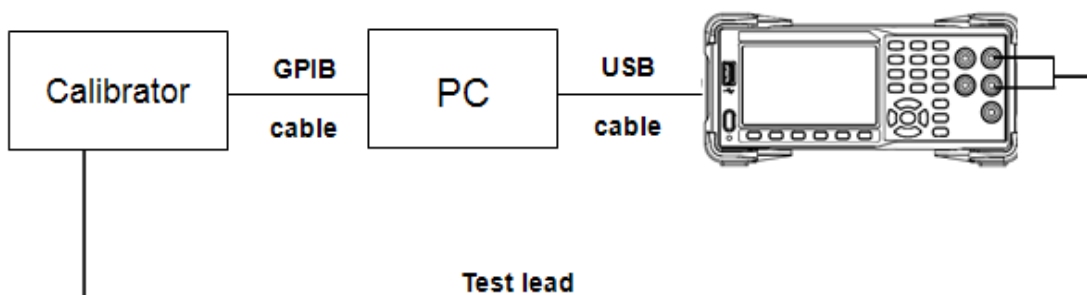 Calibrator
GPIB
cable
PC
USB
cable
Test lead